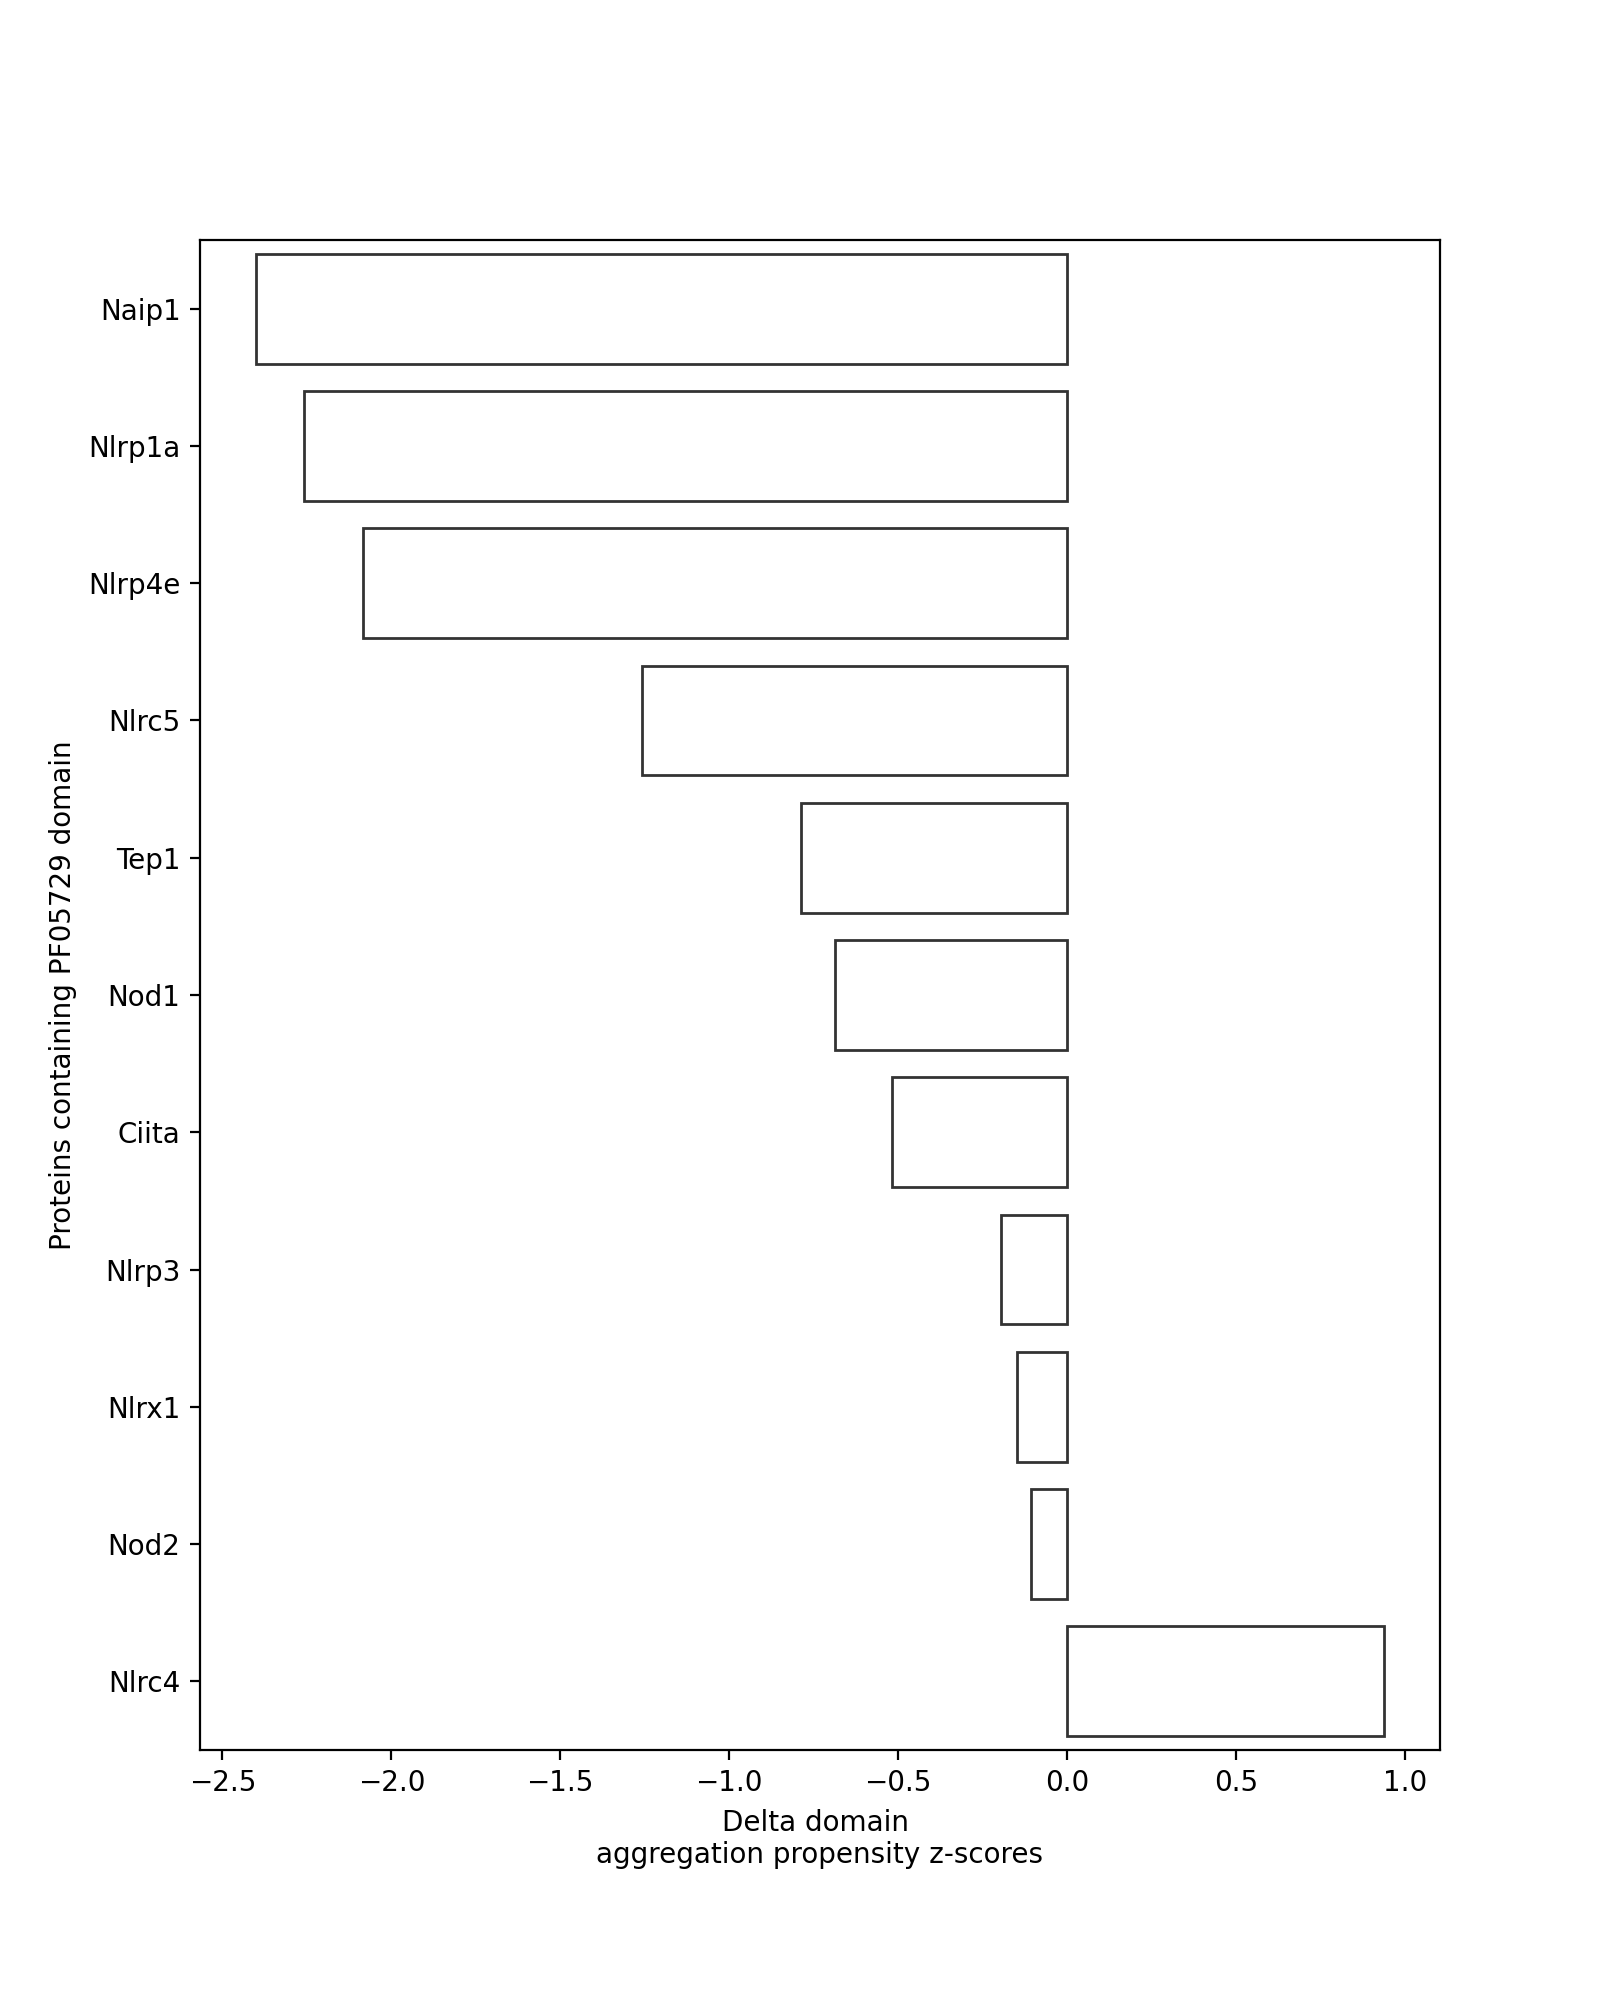 Naip1
Nlrp1a
Nlrp4e
Nlrc5
Tep1
Nod1
Ciita
Nlrp3
Nlrx1
Nod2
Nlrc4
Proteins containing PF05729 domain
−2.5 −2.0 −1.5 −1.0 −0.5 0.0 0.5 1.0
Delta domain
aggregation propensity z-scores